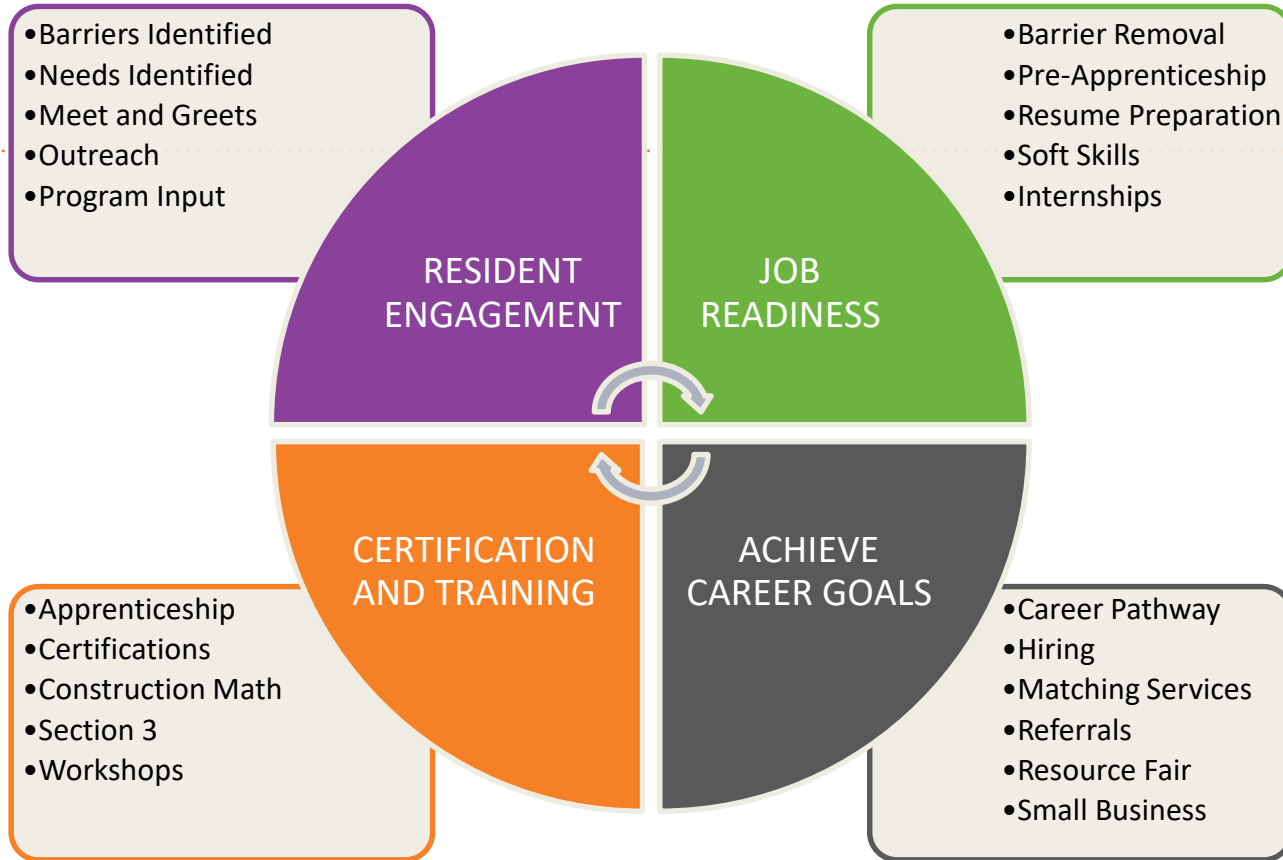 •Barriers Identified
•Needs Identified
•Meet and Greets
•Outreach
•Program Input
•Barrier Removal
•Pre-Apprenticeship
•Resume Preparation
•Soft Skills
•Internships
RESIDENT
ENGAGEMENT
JOB
READINESS
CERTIFICATION
AND TRAINING
ACHIEVE
CAREER GOALS
•Apprenticeship
•Certifications
•Construction Math
•Section 3
•Workshops
•Career Pathway
•Hiring
•Matching Services
•Referrals
•Resource Fair
•Small Business